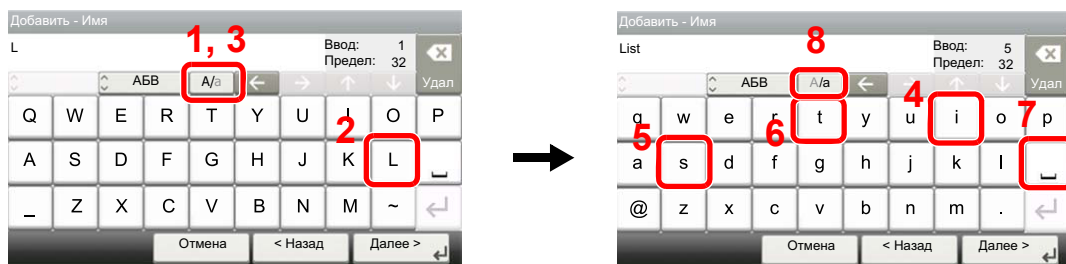 Добавить - Имя
L
1, 3
Ввод: 1
Предел: 32
АБВ
A/a
Удал
Q W E R T Y U I O P
2
A S D F G H J K L
_ Z X C V B N M ~
Отмена
< Назад
Далее >
Добавить - Имя
List
8
Ввод: 5
Предел: 32
АБВ
A/a
Удал
4
q w e r t y u i o p
5
6
7
a s d f g h j k l
@ z x c v b n m .
Отмена
< Назад
Далее >